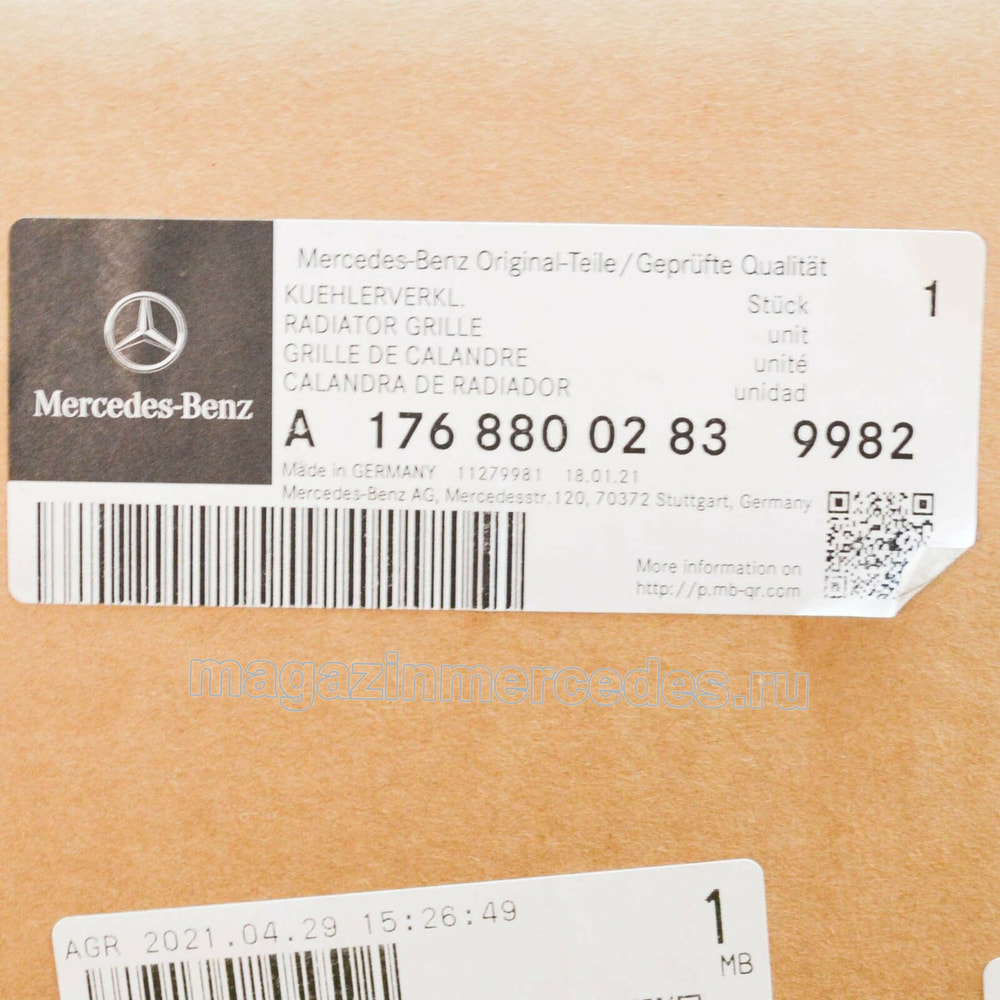 Mercedes-Benz
Mercedes-Benz Original-Teile/Geprüfte Qualität
KUEHLERVERKL. Stück 1
RADIATOR GRILLE unit
GRILLE DE CALANDRE unité
CALANDRA DE RADIADOR unidad
A 176 880 02 83 9982
Made in GERMANY 11279981 18.01.21
Mercedes-Benz AG, Mercedesstr.120, 70372 Stuttgart, Germany
More information on
http://p.mb-qr.com
magazinmercedes.ru
AGR 2021.04.29 15:26:49 1
MB